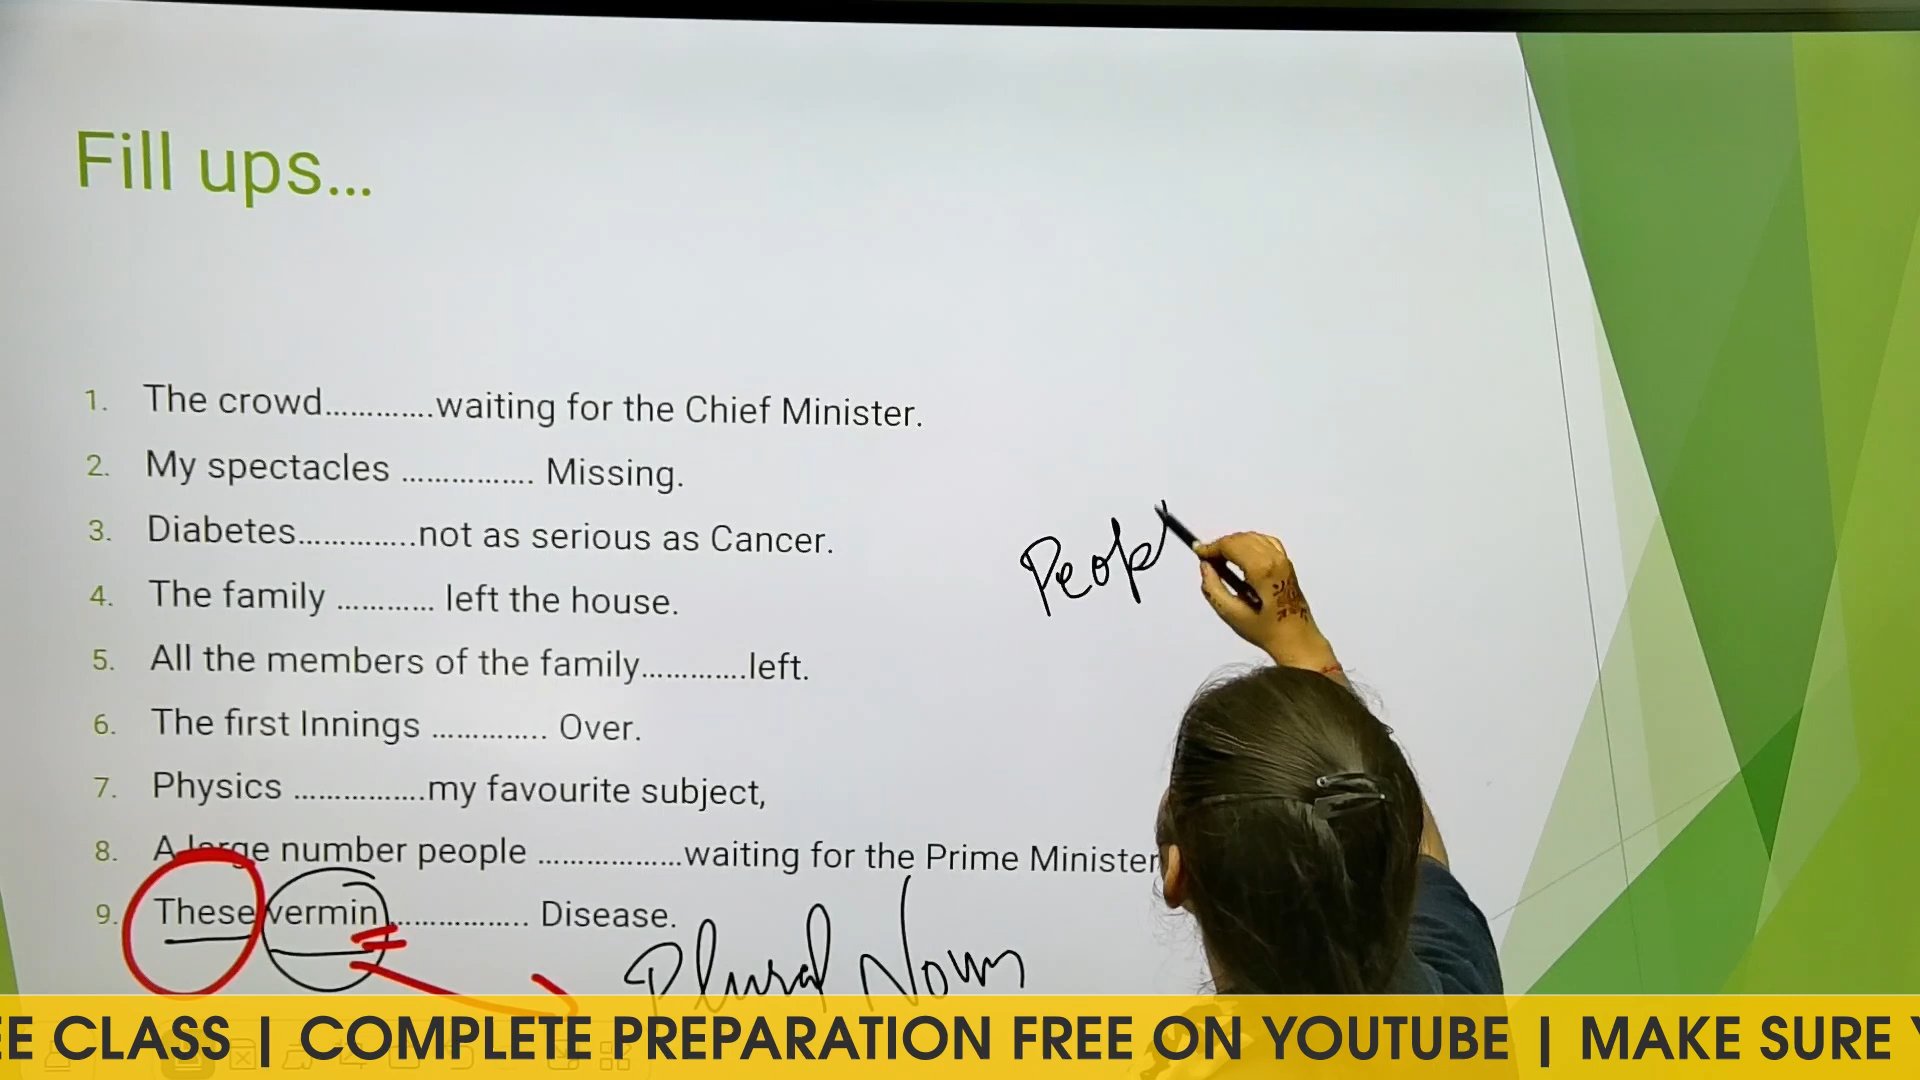 Fill ups...
1. The crowd.............waiting for the Chief Minister.
2. My spectacles ................ Missing.
3. Diabetes..............not as serious as Cancer.
4. The family ............ left the house.
5. All the members of the family.............left.
6. The first Innings .............. Over.
7. Physics ................my favourite subject,
8. A large number people .................waiting for the Prime Minister
9. These vermin ................. Disease.
Peopl
Plural Noun
EE CLASS | COMPLETE PREPARATION FREE ON YOUTUBE | MAKE SURE Y